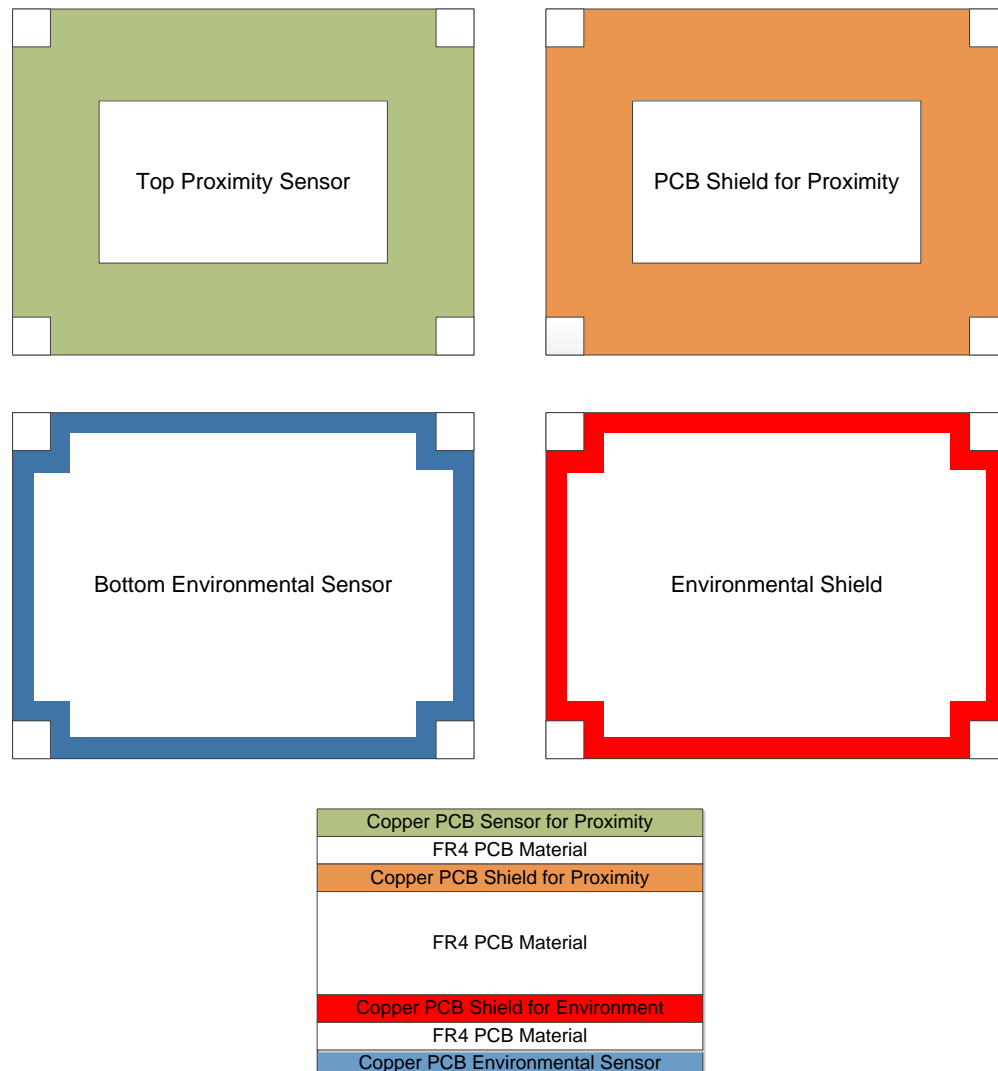 Top Proximity Sensor
PCB Shield for Proximity
Bottom Environmental Sensor
Environmental Shield
Copper PCB Sensor for Proximity
FR4 PCB Material
Copper PCB Shield for Proximity
FR4 PCB Material
Copper PCB Shield for Environment
FR4 PCB Material
Copper PCB Environmental Sensor